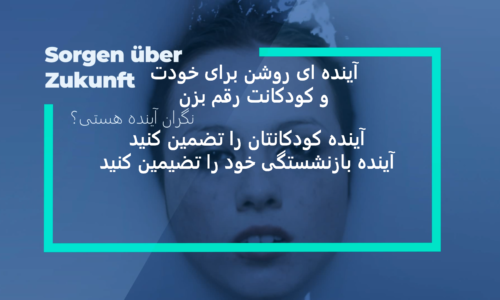 Sorgen über
Zukunft
آینده ای روشن برای خودت
و کودکانت رقم بزن
نگران آینده هستی؟
آینده کودکانتان را تضمین کنید
آینده بازنشستگی خود را تضیمین کنید